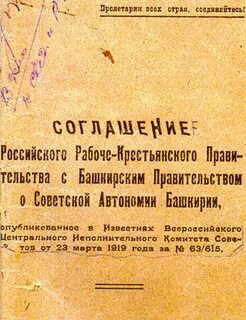 Пролетарии всех стран, соединяйтесь!
СОГЛАШЕНИЕ
Российского Рабоче-Крестьянского Прави-
тельства с Башкирским Правительством
о Советской Автономии Башкирии,
опубликованное в Известиях Всероссийского
Центрального Исполнительного Комитета Сове-
тов от 23 марта 1919 года за № 63/615.